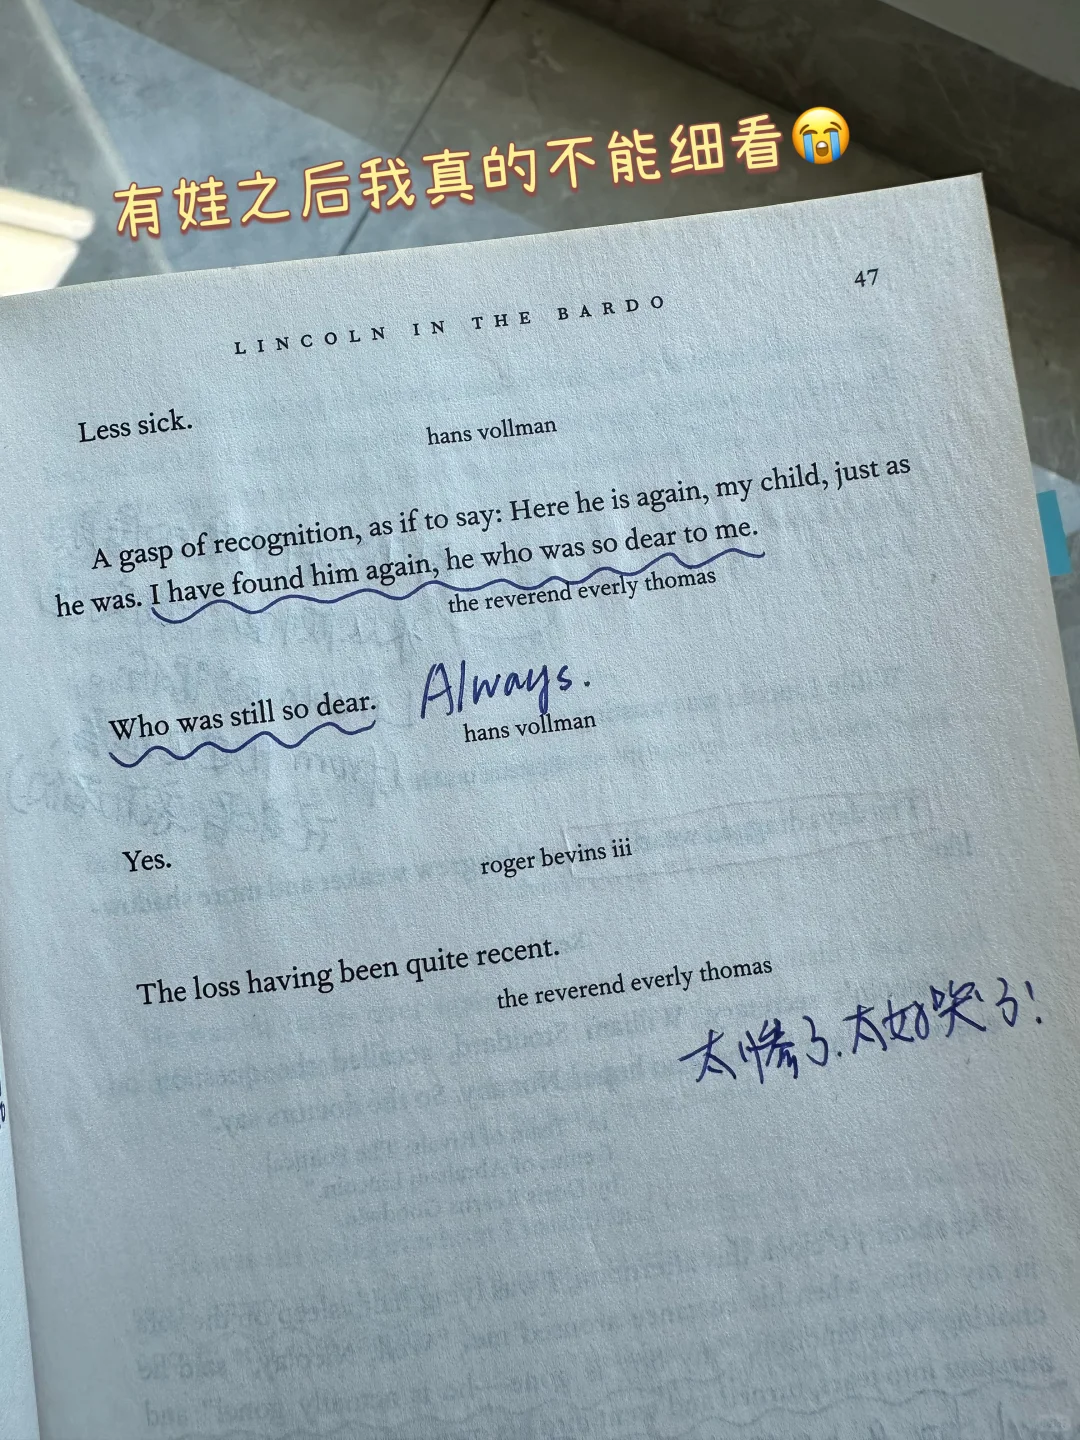 有娃之后我真的不能细看😭
47
LINCOLN IN THE BARDO
Less sick.
hans vollman
A gasp of recognition, as if to say: Here he is again, my child, just as
he was. I have found him again, he who was so dear to me.
the reverend everly thomas
Who was still so dear. Always.
hans vollman
Yes.
roger bevins iii
The loss having been quite recent.
the reverend everly thomas
太惨了.太好哭了!